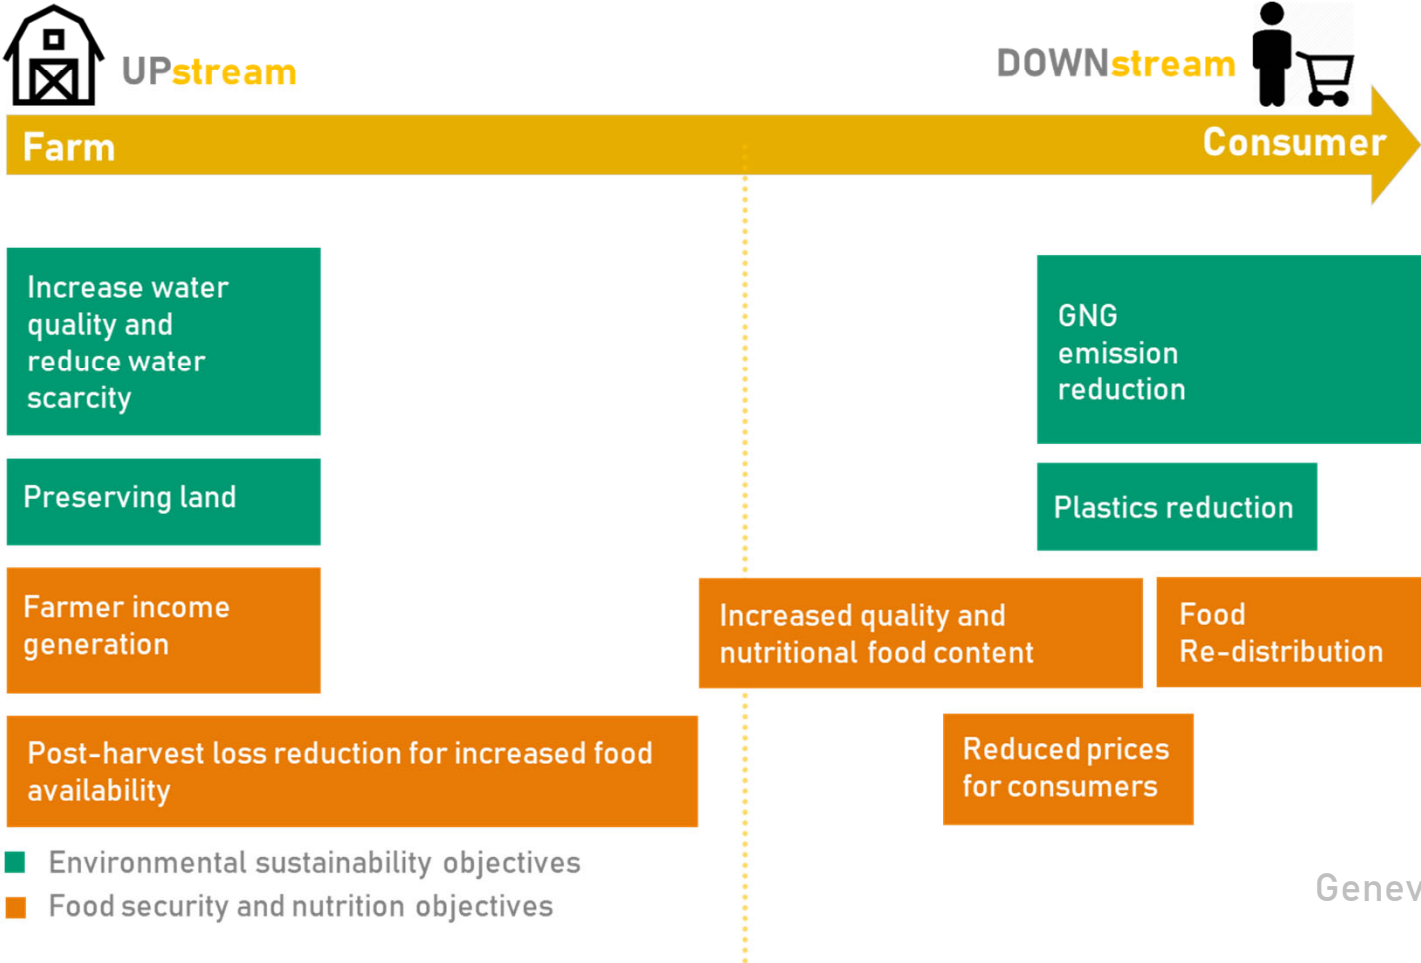 UPstream
DOWNstream
Farm
Consumer
Increase water
quality and
reduce water
scarcity
GNG
emission
reduction
Preserving land
Plastics reduction
Farmer income
generation
Increased quality and
nutritional food content
Food
Re-distribution
Post-harvest loss reduction for increased food
availability
Reduced prices
for consumers
Environmental sustainability objectives
Food security and nutrition objectives
Genev